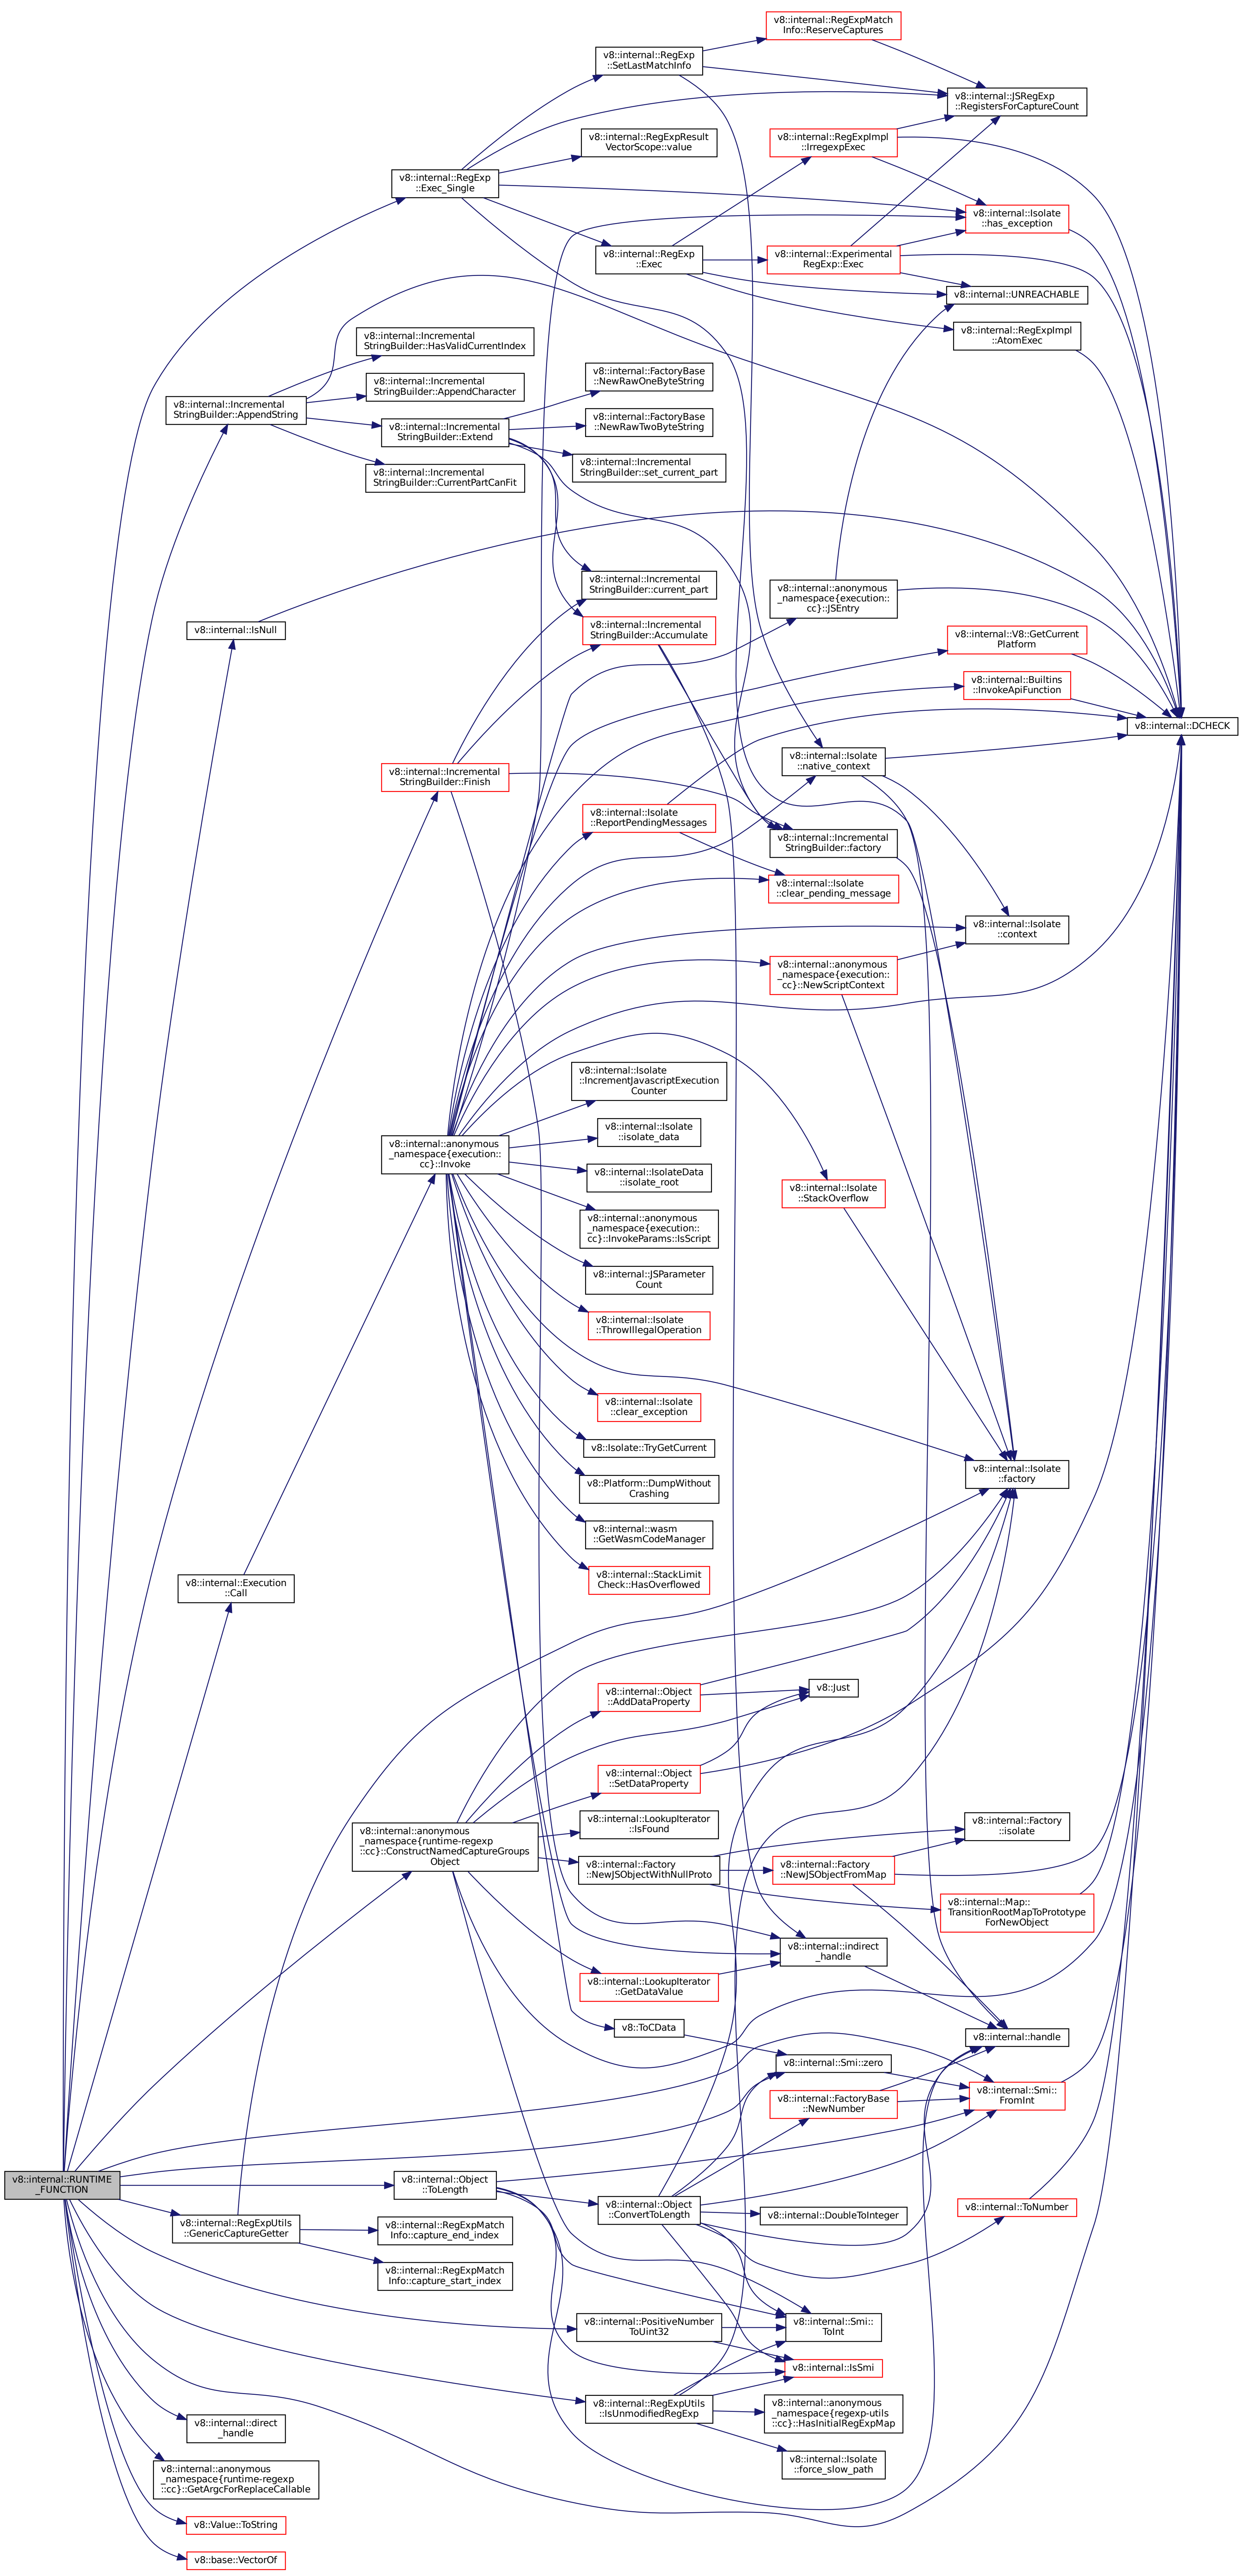 v8::internal::RegExpMatch
Info::ReserveCaptures
v8::internal::RegExp
::SetLastMatchInfo
v8::internal::JSRegExp
::RegistersForCaptureCount
v8::internal::RegExpResult
VectorScope::value
v8::internal::RegExpImpl
::IrregexpExec
v8::internal::RegExp
::Exec_Single
v8::internal::Isolate
::has_exception
v8::internal::RegExp
::Exec
v8::internal::Experimental
RegExp::Exec
v8::internal::UNREACHABLE
v8::internal::RegExpImpl
::AtomExec
v8::internal::Incremental
StringBuilder::HasValidCurrentIndex
v8::internal::Incremental
StringBuilder::AppendCharacter
v8::internal::FactoryBase
::NewRawOneByteString
v8::internal::Incremental
StringBuilder::AppendString
v8::internal::Incremental
StringBuilder::Extend
v8::internal::FactoryBase
::NewRawTwoByteString
v8::internal::Incremental
StringBuilder::CurrentPartCanFit
v8::internal::Incremental
StringBuilder::set_current_part
v8::internal::Incremental
StringBuilder::current_part
v8::internal::anonymous
_namespace{execution::
cc}::JSEntry
v8::internal::IsNull
v8::internal::Incremental
StringBuilder::Accumulate
v8::internal::V8::GetCurrent
Platform
v8::internal::Builtins
::InvokeApiFunction
v8::internal::DCHECK
v8::internal::Isolate
::native_context
v8::internal::Incremental
StringBuilder::Finish
v8::internal::Isolate
::ReportPendingMessages
v8::internal::Incremental
StringBuilder::factory
v8::internal::Isolate
::clear_pending_message
v8::internal::Isolate
::context
v8::internal::anonymous
_namespace{execution::
cc}::NewScriptContext
v8::internal::Isolate
::IncrementJavascriptExecution
Counter
v8::internal::Isolate
::isolate_data
v8::internal::anonymous
_namespace{execution::
cc}::Invoke
v8::internal::IsolateData
::isolate_root
v8::internal::Isolate
::StackOverflow
v8::internal::anonymous
_namespace{execution::
cc}::InvokeParams::IsScript
v8::internal::JSParameter
Count
v8::internal::Isolate
::ThrowIllegalOperation
v8::internal::Isolate
::clear_exception
v8::Isolate::TryGetCurrent
v8::internal::Isolate
::factory
v8::Platform::DumpWithout
Crashing
v8::internal::wasm
::GetWasmCodeManager
v8::internal::StackLimit
Check::HasOverflowed
v8::internal::Execution
::Call
v8::internal::Object
::AddDataProperty
v8::Just
v8::internal::Object
::SetDataProperty
v8::internal::LookupIterator
::IsFound
v8::internal::Factory
::isolate
v8::internal::anonymous
_namespace{runtime-regexp
::cc}::ConstructNamedCaptureGroups
Object
v8::internal::Factory
::NewJSObjectWithNullProto
v8::internal::Factory
::NewJSObjectFromMap
v8::internal::Map::
TransitionRootMapToPrototype
ForNewObject
v8::internal::indirect
_handle
v8::internal::LookupIterator
::GetDataValue
v8::ToCData
v8::internal::handle
v8::internal::Smi::zero
v8::internal::Smi::
FromInt
v8::internal::FactoryBase
::NewNumber
v8::internal::RUNTIME
_FUNCTION
v8::internal::Object
::ToLength
v8::internal::Object
::ConvertToLength
v8::internal::DoubleToInteger
v8::internal::ToNumber
v8::internal::RegExpUtils
::GenericCaptureGetter
v8::internal::RegExpMatch
Info::capture_end_index
v8::internal::RegExpMatch
Info::capture_start_index
v8::internal::PositiveNumber
ToUint32
v8::internal::Smi::
ToInt
v8::internal::IsSmi
v8::internal::RegExpUtils
::IsUnmodifiedRegExp
v8::internal::anonymous
_namespace{regexp-utils
::cc}::HasInitialRegExpMap
v8::internal::direct
_handle
v8::internal::Isolate
::force_slow_path
v8::internal::anonymous
_namespace{runtime-regexp
::cc}::GetArgcForReplaceCallable
v8::Value::ToString
v8::base::VectorOf